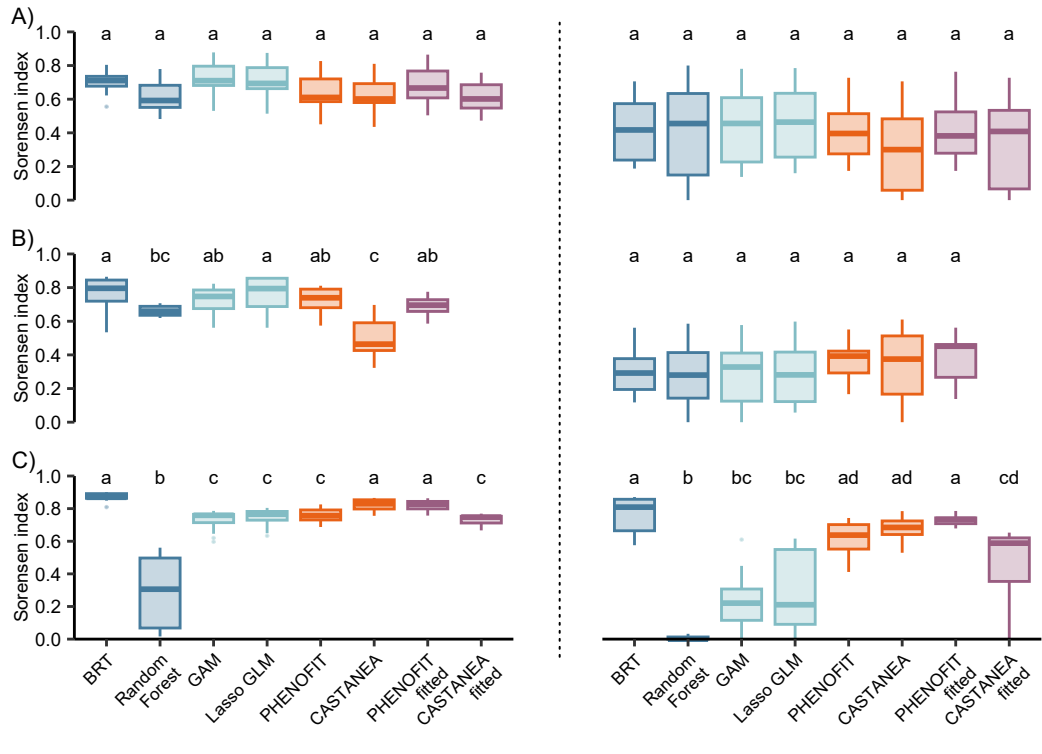 A)
Sorensen index
1.0
0.8
0.6
0.4
0.2
0.0
a a a a a a a a
a a a a a a a a
B)
Sorensen index
1.0
0.8
0.6
0.4
0.2
0.0
a bc ab a ab c ab
a a a a a a a
C)
Sorensen index
1.0
0.8
0.6
0.4
0.2
0.0
a b c c c a a c
a b bc bc ad ad a cd
BRT
Random
Forest
GAM
Lasso GLM
PHENOFIT
CASTANEA
PHENOFIT
fitted
CASTANEA
fitted
BRT
Random
Forest
GAM
Lasso GLM
PHENOFIT
CASTANEA
PHENOFIT
fitted
CASTANEA
fitted